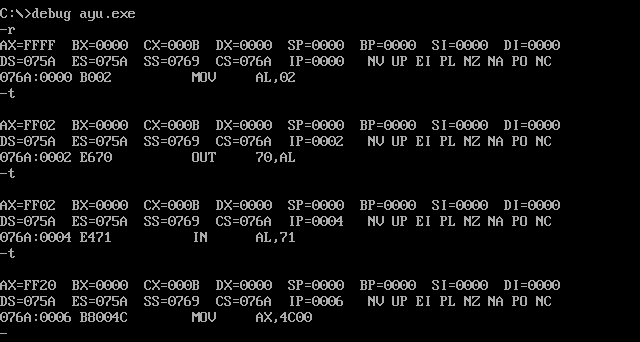 C:\>debug ayu.exe
-r
AX=FFFF  BX=0000  CX=000B  DX=0000  SP=0000  BP=0000  SI=0000  DI=0000
DS=075A  ES=075A  SS=0769  CS=076A  IP=0000   NV UP EI PL NZ NA PO NC
076A:0000 B002          MOV     AL,02
-t
AX=FF02  BX=0000  CX=000B  DX=0000  SP=0000  BP=0000  SI=0000  DI=0000
DS=075A  ES=075A  SS=0769  CS=076A  IP=0002   NV UP EI PL NZ NA PO NC
076A:0002 E670          OUT     70,AL
-t
AX=FF02  BX=0000  CX=000B  DX=0000  SP=0000  BP=0000  SI=0000  DI=0000
DS=075A  ES=075A  SS=0769  CS=076A  IP=0004   NV UP EI PL NZ NA PO NC
076A:0004 E471          IN      AL,71
-t
AX=FF20  BX=0000  CX=000B  DX=0000  SP=0000  BP=0000  SI=0000  DI=0000
DS=075A  ES=075A  SS=0769  CS=076A  IP=0006   NV UP EI PL NZ NA PO NC
076A:0006 B8004C        MOV     AX,4C00
-